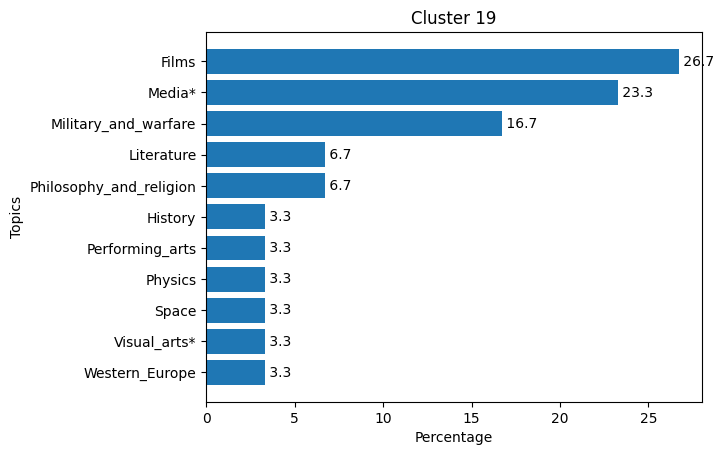 Cluster 19
Films 26.7
Media* 23.3
Military_and_warfare 16.7
Literature 6.7
Philosophy_and_religion 6.7
History 3.3
Performing_arts 3.3
Physics 3.3
Space 3.3
Visual_arts* 3.3
Western_Europe 3.3
Topics
0 5 10 15 20 25
Percentage